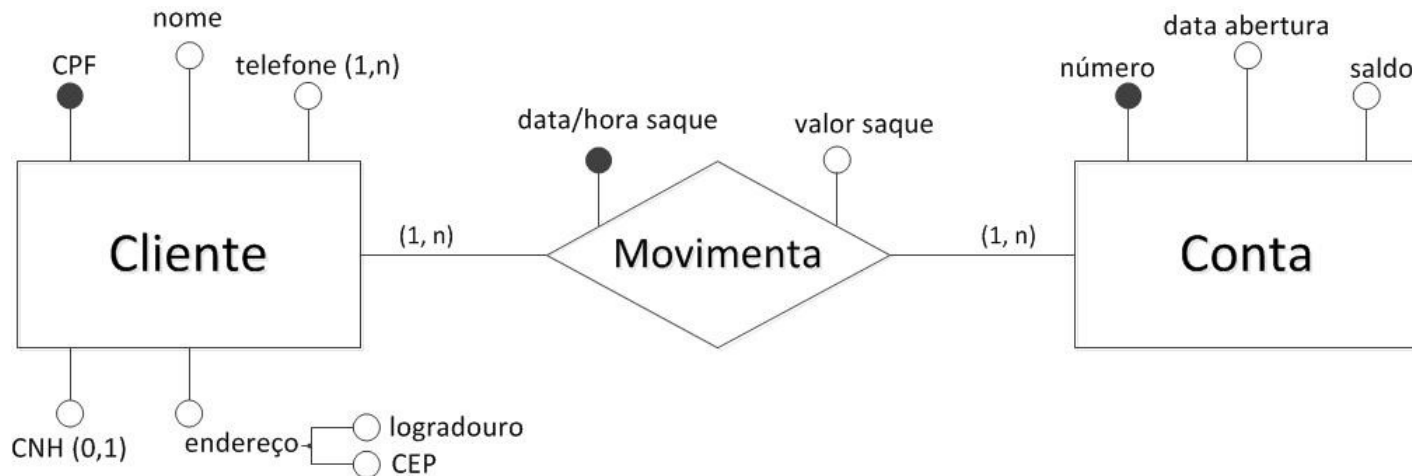 nome
data abertura
CPF
telefone (1,n)
número
saldo
data/hora saque
valor saque
Cliente
(1, n)
Movimenta
(1, n)
Conta
CNH (0,1)
endereço
logradouro
CEP